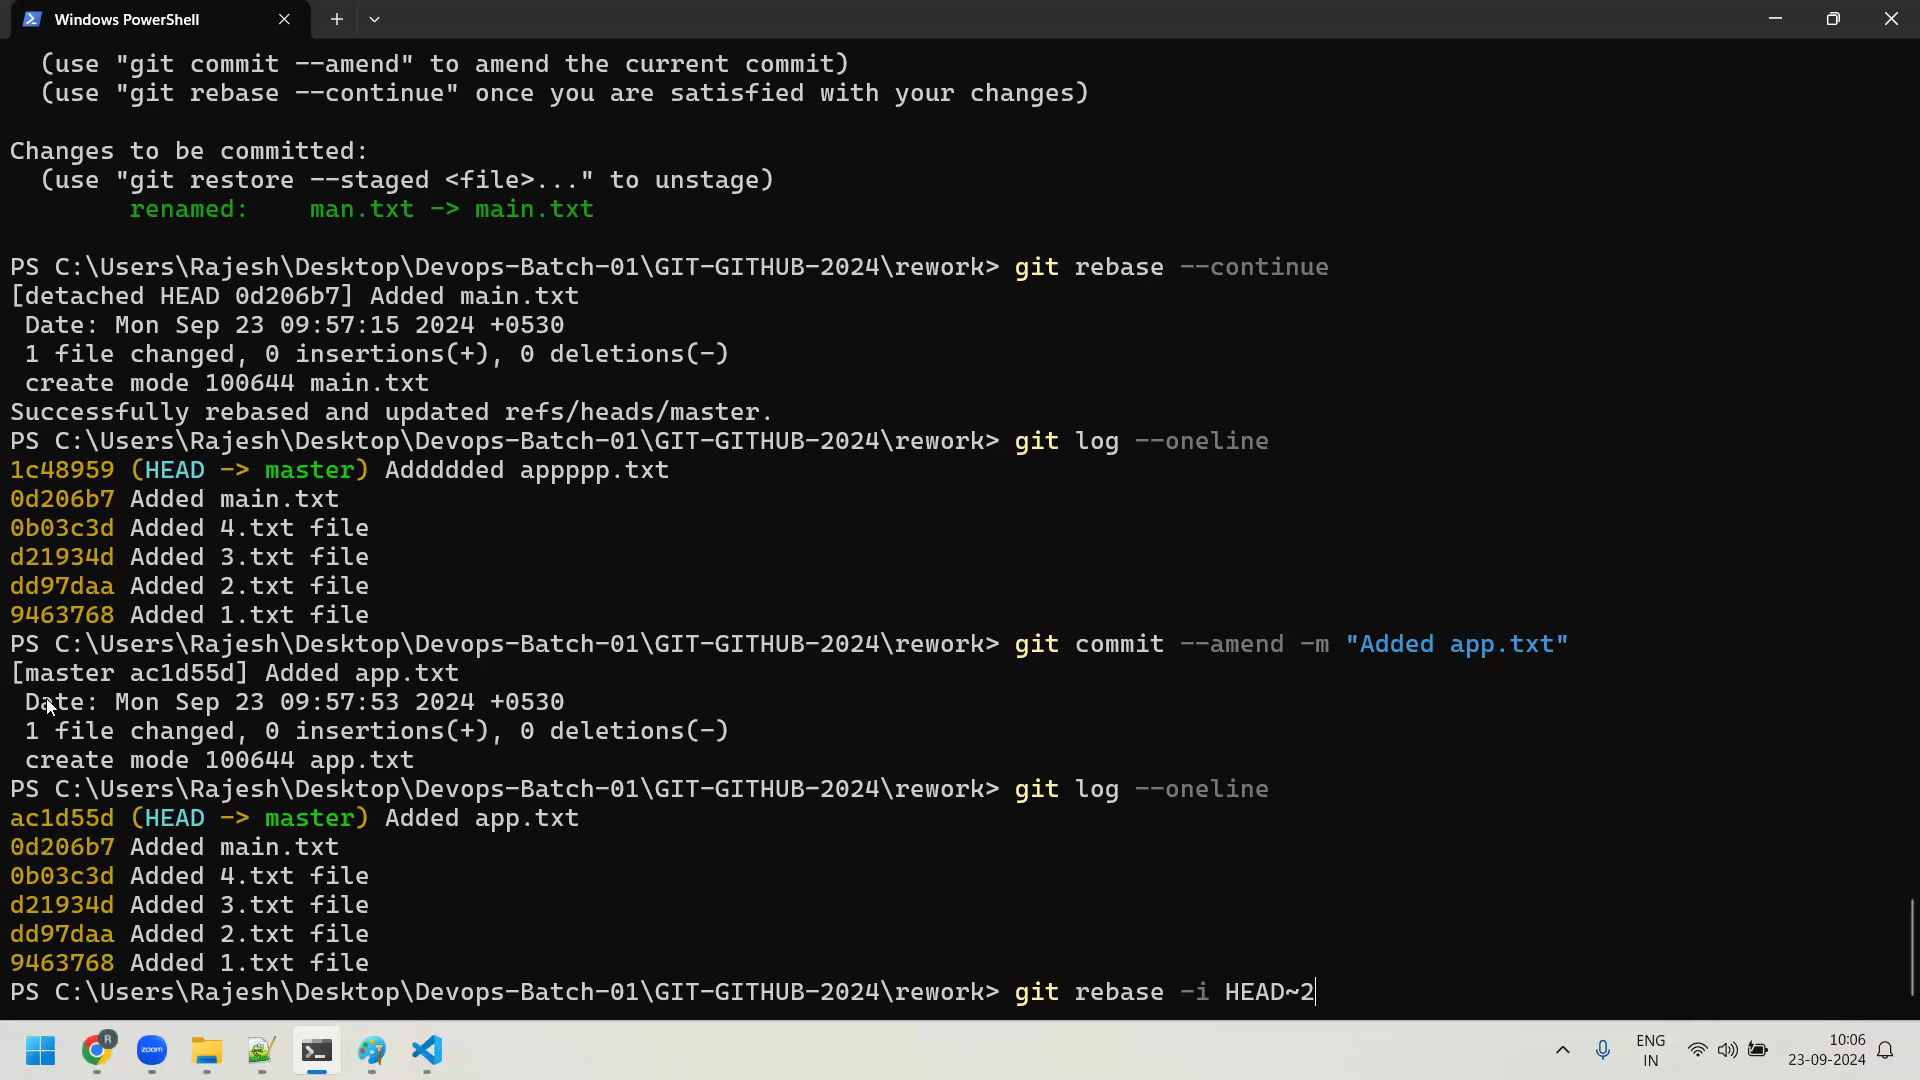 Windows PowerShell
(use "git commit --amend" to amend the current commit)
(use "git rebase --continue" once you are satisfied with your changes)
Changes to be committed:
(use "git restore --staged <file>..." to unstage)
renamed:    man.txt -> main.txt
PS C:\Users\Rajesh\Desktop\Devops-Batch-01\GIT-GITHUB-2024\rework> git rebase --continue
[detached HEAD 0d206b7] Added main.txt
Date: Mon Sep 23 09:57:15 2024 +0530
1 file changed, 0 insertions(+), 0 deletions(-)
create mode 100644 main.txt
Successfully rebased and updated refs/heads/master.
PS C:\Users\Rajesh\Desktop\Devops-Batch-01\GIT-GITHUB-2024\rework> git log --oneline
1c48959 (HEAD -> master) Addddded appppp.txt
0d206b7 Added main.txt
0b03c3d Added 4.txt file
d21934d Added 3.txt file
dd97daa Added 2.txt file
9463768 Added 1.txt file
PS C:\Users\Rajesh\Desktop\Devops-Batch-01\GIT-GITHUB-2024\rework> git commit --amend -m "Added app.txt"
[master ac1d55d] Added app.txt
Date: Mon Sep 23 09:57:53 2024 +0530
1 file changed, 0 insertions(+), 0 deletions(-)
create mode 100644 app.txt
PS C:\Users\Rajesh\Desktop\Devops-Batch-01\GIT-GITHUB-2024\rework> git log --oneline
ac1d55d (HEAD -> master) Added app.txt
0d206b7 Added main.txt
0b03c3d Added 4.txt file
d21934d Added 3.txt file
dd97daa Added 2.txt file
9463768 Added 1.txt file
PS C:\Users\Rajesh\Desktop\Devops-Batch-01\GIT-GITHUB-2024\rework> git rebase -i HEAD~2
R
zoom
ENG
IN
10:06
23-09-2024